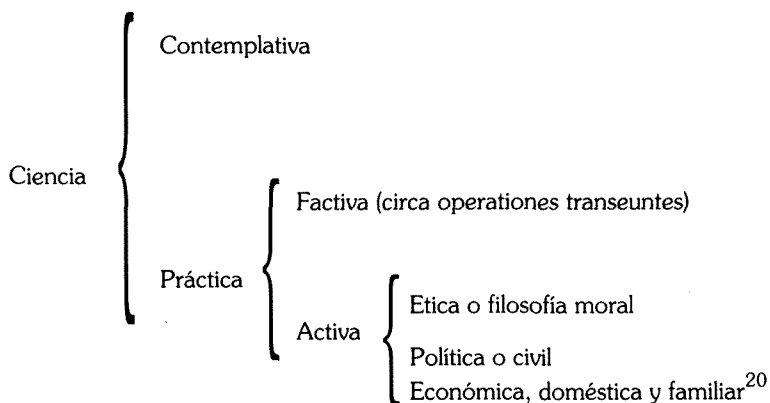 Contemplativa
Ciencia
Factiva (circa operationes transeuntes)
Práctica
Etica o filosofía moral
Activa
Política o civil
Económica, doméstica y familiar20